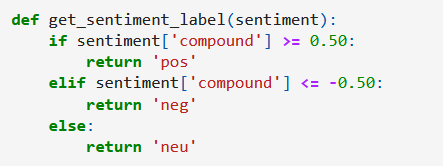 def get_sentiment_label(sentiment):
    if sentiment['compound'] >= 0.50:
        return 'pos'
    elif sentiment['compound'] <= -0.50:
        return 'neg'
    else:
        return 'neu'